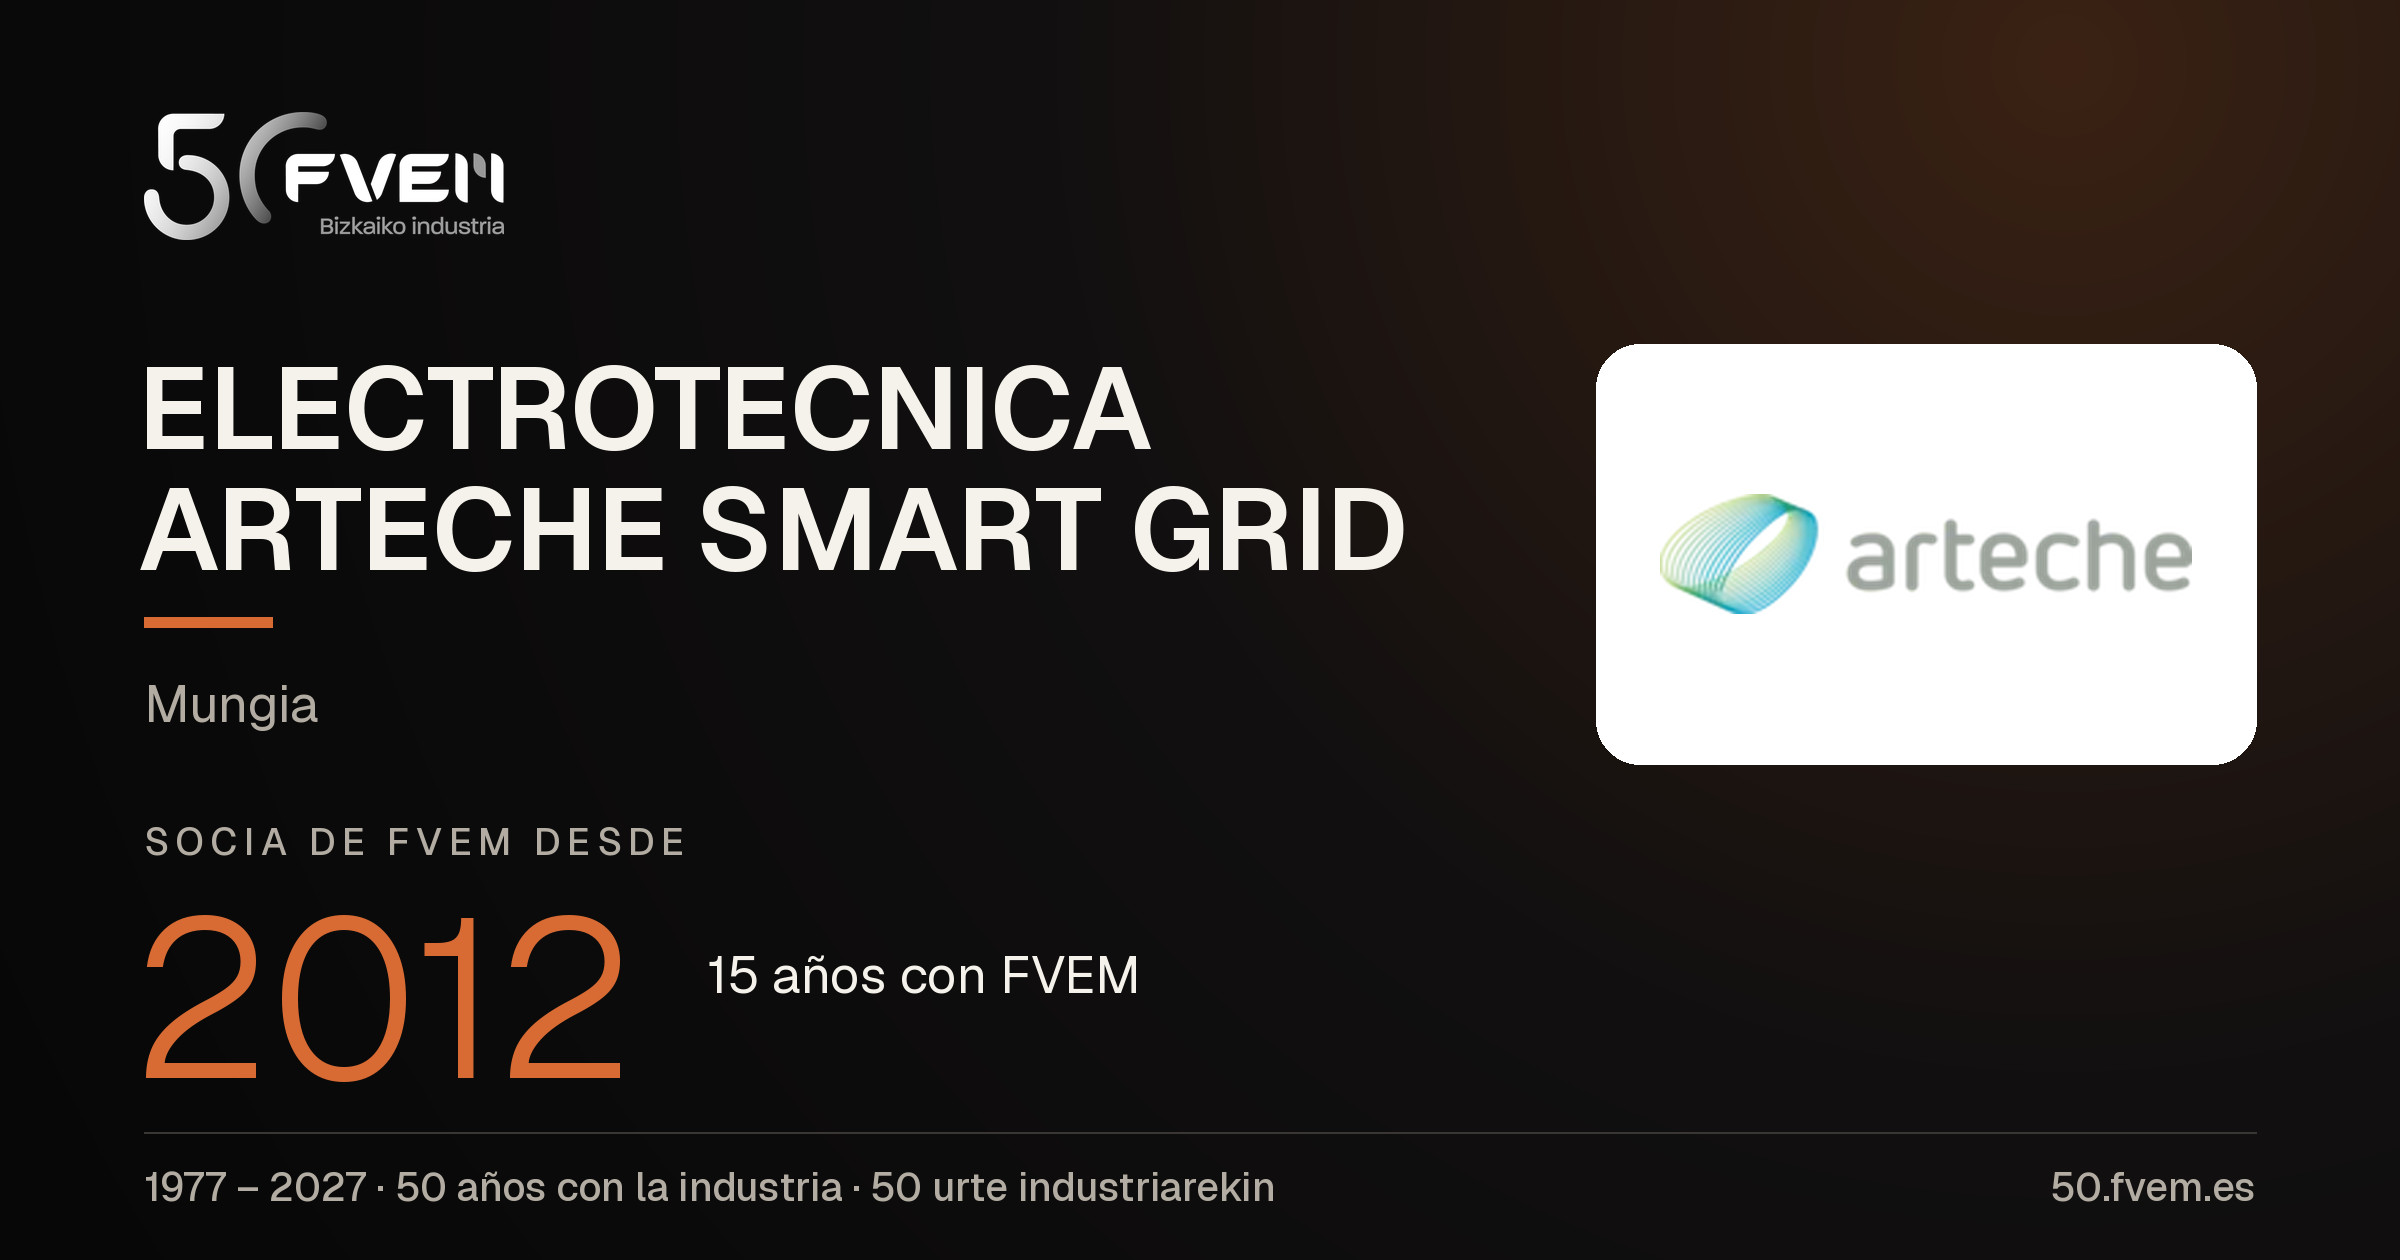 50 FVEM
Bizkaiko industria
ELECTROTECNICA
ARTECHE SMART GRID
arteche
Mungia
SOCIA DE FVEM DESDE
2012
15 años con FVEM
1977 – 2027 · 50 años con la industria · 50 urte industriarekin
50.fvem.es